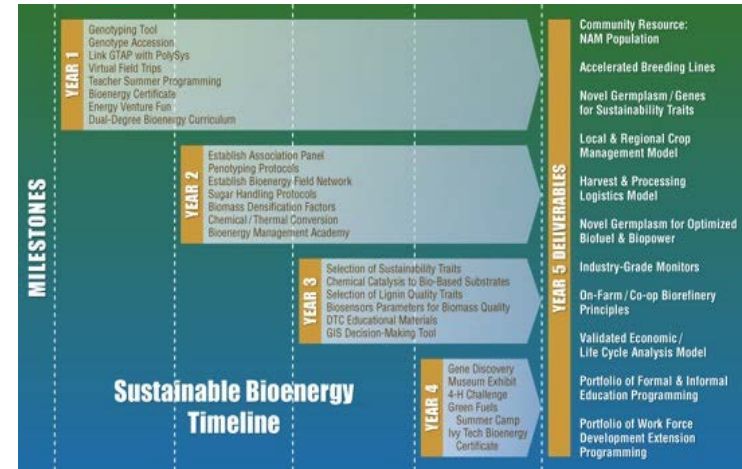 MILESTONES
YEAR 1
Genotyping Tool
Genotype Accession
Link GTAP with PolySys
Virtual Field Trips
Teacher Summer Programming
Bioenergy Certificate
Energy Venture Fun
Dual-Degree Bioenergy Curriculum
YEAR 2
Establish Association Panel
Penotyping Protocols
Establish Bioenergy Field Network
Sugar Handling Protocols
Biomass Densification Factors
Chemical / Thermal Conversion
Bioenergy Management Academy
YEAR 3
Selection of Sustainability Traits
Chemical Catalysis to Bio-Based Substrates
Selection of Lignin Quality Traits
Biosensors Parameters for Biomass Quality
DTC Educational Materials
GIS Decision-Making Tool
YEAR 4
Gene Discovery
Museum Exhibit
4-H Challenge
Green Fuels
Summer Camp
Ivy Tech Bioenergy
Certificate
Sustainable Bioenergy
Timeline
YEAR 5 DELIVERABLES
Community Resource:
NAM Population
Accelerated Breeding Lines
Novel Germplasm / Genes
for Sustainability Traits
Local & Regional Crop
Management Model
Harvest & Processing
Logistics Model
Novel Germplasm for Optimized
Biofuel & Biopower
Industry-Grade Monitors
On-Farm / Co-op Biorefinery
Principles
Validated Economic /
Life Cycle Analysis Model
Portfolio of Formal & Informal
Education Programming
Portfolio of Work Force
Development Extension
Programming